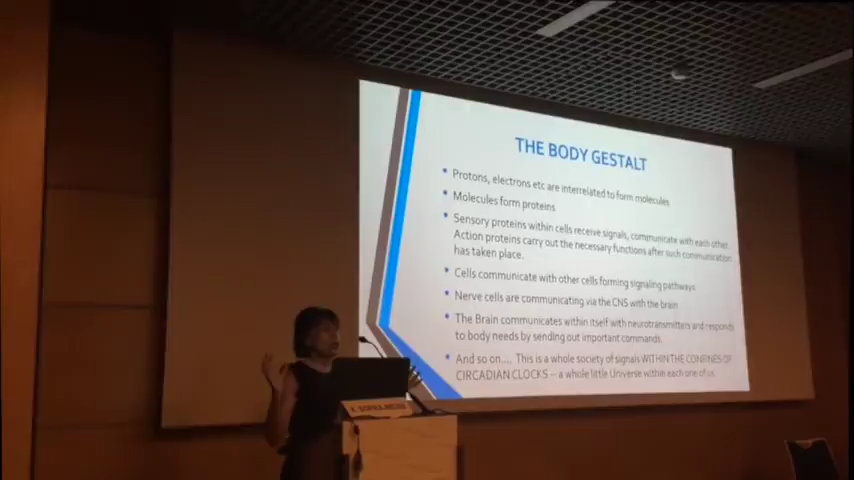 THE BODY GESTALT
• Protons, electrons etc are interrelated to form molecules
• Molecules form proteins
• Sensory proteins within cells receive signals, communicate with each other.
Action proteins carry out the necessary functions after such communication
has taken place.
• Cells communicate with other cells forming signaling pathways
• Nerve cells are communicating via the CNS with the brain.
• The Brain communicates within itself with neurotransmitters and responds
to body needs by sending out important commands.
• And so on.... This is a whole society of signals WITHIN THE CONFINES OF
CIRCADIAN CLOCKS – a whole little Universe within each one of us.